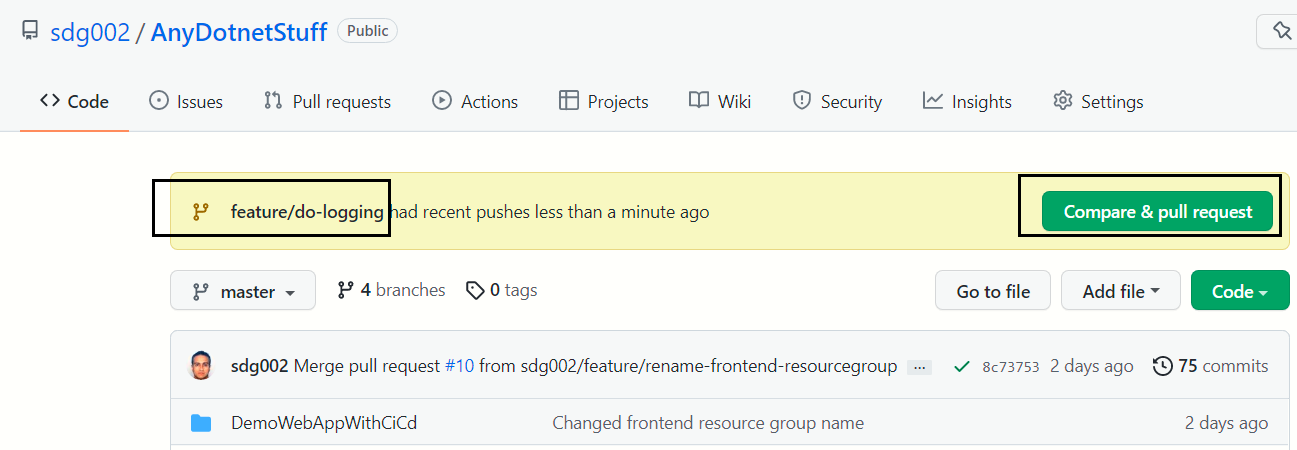 sdg002 / AnyDotnetStuff Public
Code Issues Pull requests Actions Projects Wiki Security Insights Settings
feature/do-logging had recent pushes less than a minute ago Compare & pull request
master 4 branches 0 tags Go to file Add file Code
sdg002 Merge pull request #10 from sdg002/feature/rename-frontend-resourcegroup ... 8c73753 2 days ago 75 commits
DemoWebAppWithCiCd Changed frontend resource group name 2 days ago